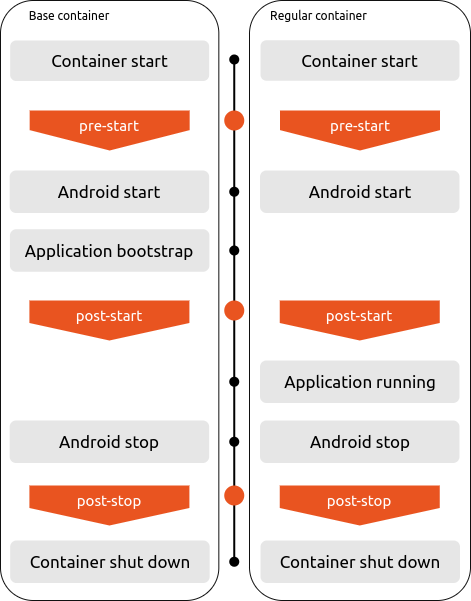 Base container
Container start
pre-start
Android start
Application bootstrap
post-start
Android stop
post-stop
Container shut down
Regular container
Container start
pre-start
Android start
post-start
Application running
Android stop
post-stop
Container shut down